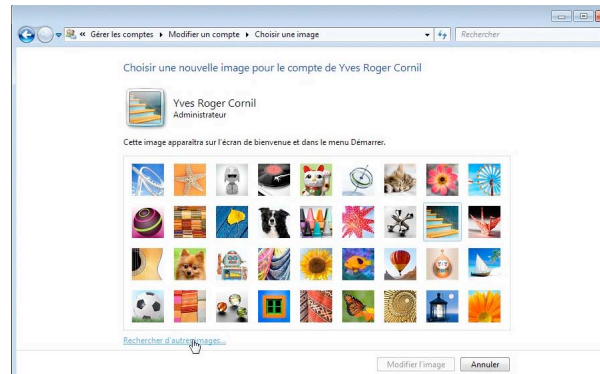 « Gérer les comptes ▸ Modifier un compte ▸ Choisir une image
Rechercher
Choisir une nouvelle image pour le compte de Yves Roger Cornil
Yves Roger Cornil
Administrateur
Cette image apparaîtra sur l'écran de bienvenue et dans le menu Démarrer.
Rechercher d'autres images...
Modifier l'image
Annuler